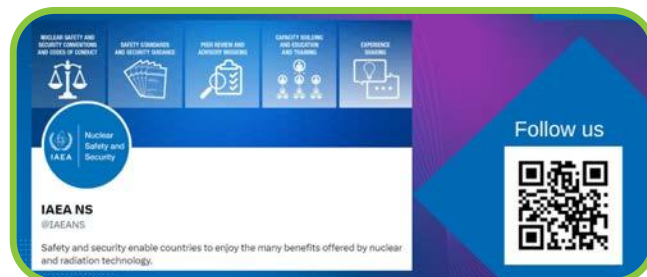 NUCLEAR SAFETY AND
SECURITY CONVENTIONS
AND CODES OF CONDUCT
SAFETY STANDARDS
AND SECURITY GUIDANCE
PEER REVIEW AND
ADVISORY MISSIONS
CAPACITY BUILDING
AND EDUCATION
AND TRAINING
EXPERIENCE
SHARING
IAEA
Nuclear
Safety and
Security
IAEA NS
@IAEANS
Safety and security enable countries to enjoy the many benefits offered by nuclear
and radiation technology.
Follow us